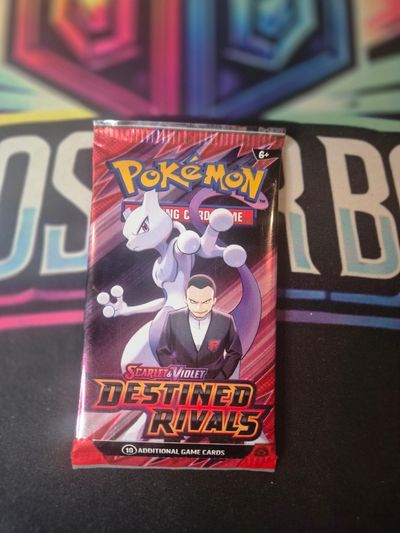 6+
POKÉMON
TRADING CARD GAME
SCARLET & VIOLET
DESTINED
RIVALS
10 ADDITIONAL GAME CARDS
R